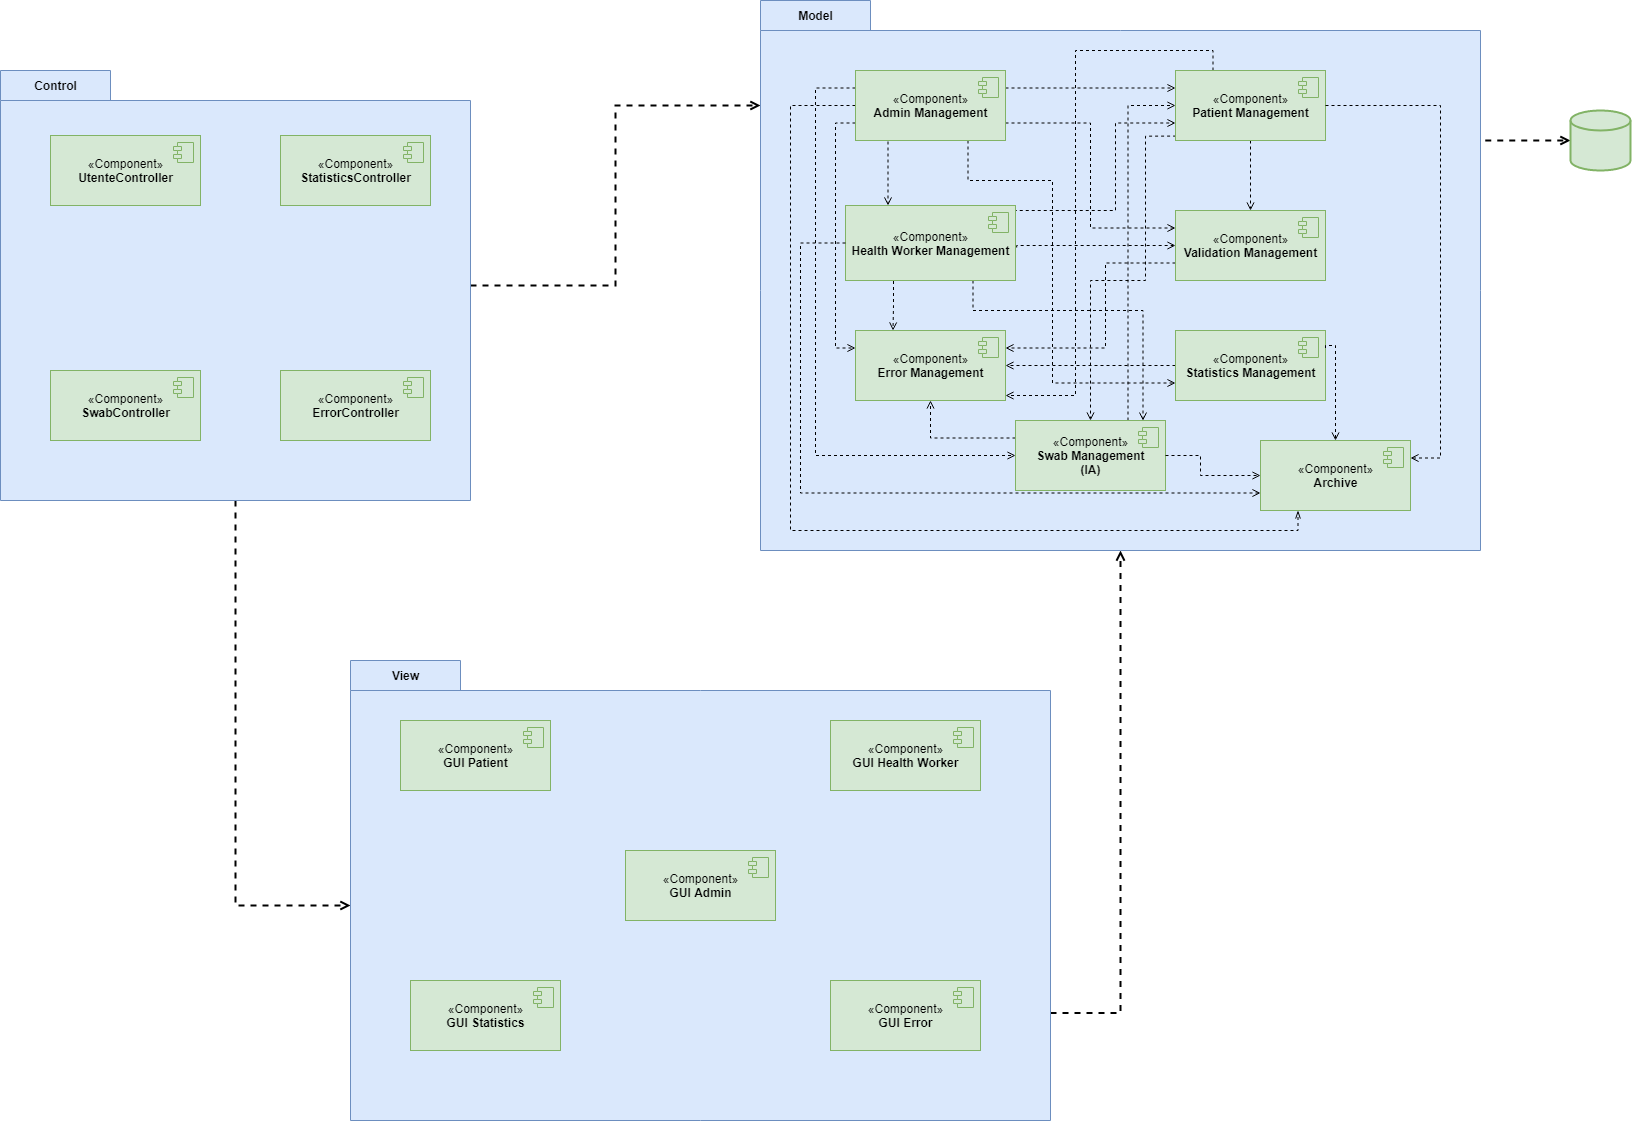 Model
Control
«Component»
Admin Management
«Component»
Patient Management
«Component»
UtenteController
«Component»
StatisticsController
«Component»
Health Worker Management
«Component»
Validation Management
«Component»
Error Management
«Component»
Statistics Management
«Component»
SwabController
«Component»
ErrorController
«Component»
Swab Management
(IA)
«Component»
Archive
View
«Component»
GUI Patient
«Component»
GUI Health Worker
«Component»
GUI Admin
«Component»
GUI Statistics
«Component»
GUI Error